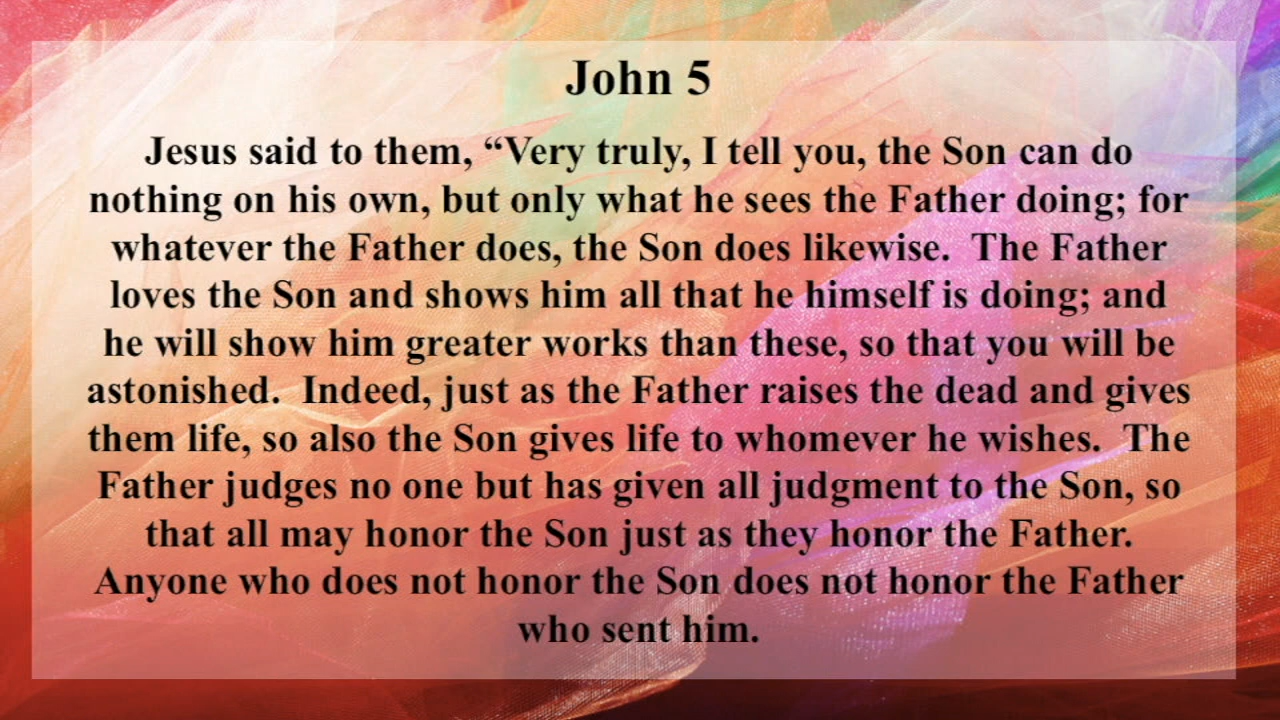 John 5
Jesus said to them, “Very truly, I tell you, the Son can do
nothing on his own, but only what he sees the Father doing; for
whatever the Father does, the Son does likewise.  The Father
loves the Son and shows him all that he himself is doing; and
he will show him greater works than these, so that you will be
astonished.  Indeed, just as the Father raises the dead and gives
them life, so also the Son gives life to whomever he wishes.  The
Father judges no one but has given all judgment to the Son, so
that all may honor the Son just as they honor the Father.
Anyone who does not honor the Son does not honor the Father
who sent him.